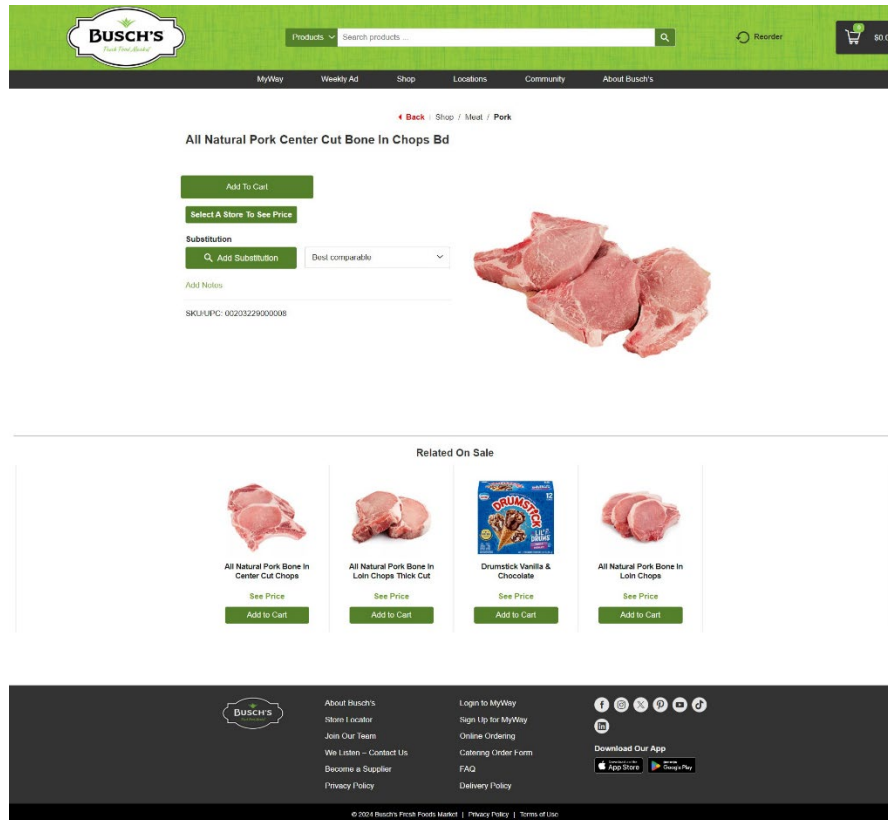 BUSCH'S
Fresh Food Market
Products
Search products ...
Reorder
0
$0.0
MyWay
Weekly Ad
Shop
Locations
Community
About Busch's
Back
Shop / Meat / Pork
All Natural Pork Center Cut Bone In Chops Bd
Add To Cart
Select A Store To See Price
Substitution
Add Substitution
Best comparable
Add Notes
SKU/UPC: 00203229000008
Related On Sale
All Natural Pork Bone In
Center Cut Chops
See Price
Add to Cart
All Natural Pork Bone In
Loin Chops Thick Cut
See Price
Add to Cart
DRUMSTICK
12
LIL'
DRUMS
Drumstick Vanilla &
Chocolate
See Price
Add to Cart
All Natural Pork Bone In
Loin Chops
See Price
Add to Cart
BUSCH'S
About Busch's
Store Locator
Join Our Team
We Listen – Contact Us
Become a Supplier
Privacy Policy
Login to MyWay
Sign Up for MyWay
Online Ordering
Catering Order Form
FAQ
Delivery Policy
Download Our App
App Store
Google Play
© 2024 Busch's Fresh Foods Market | Privacy Policy | Terms of Use